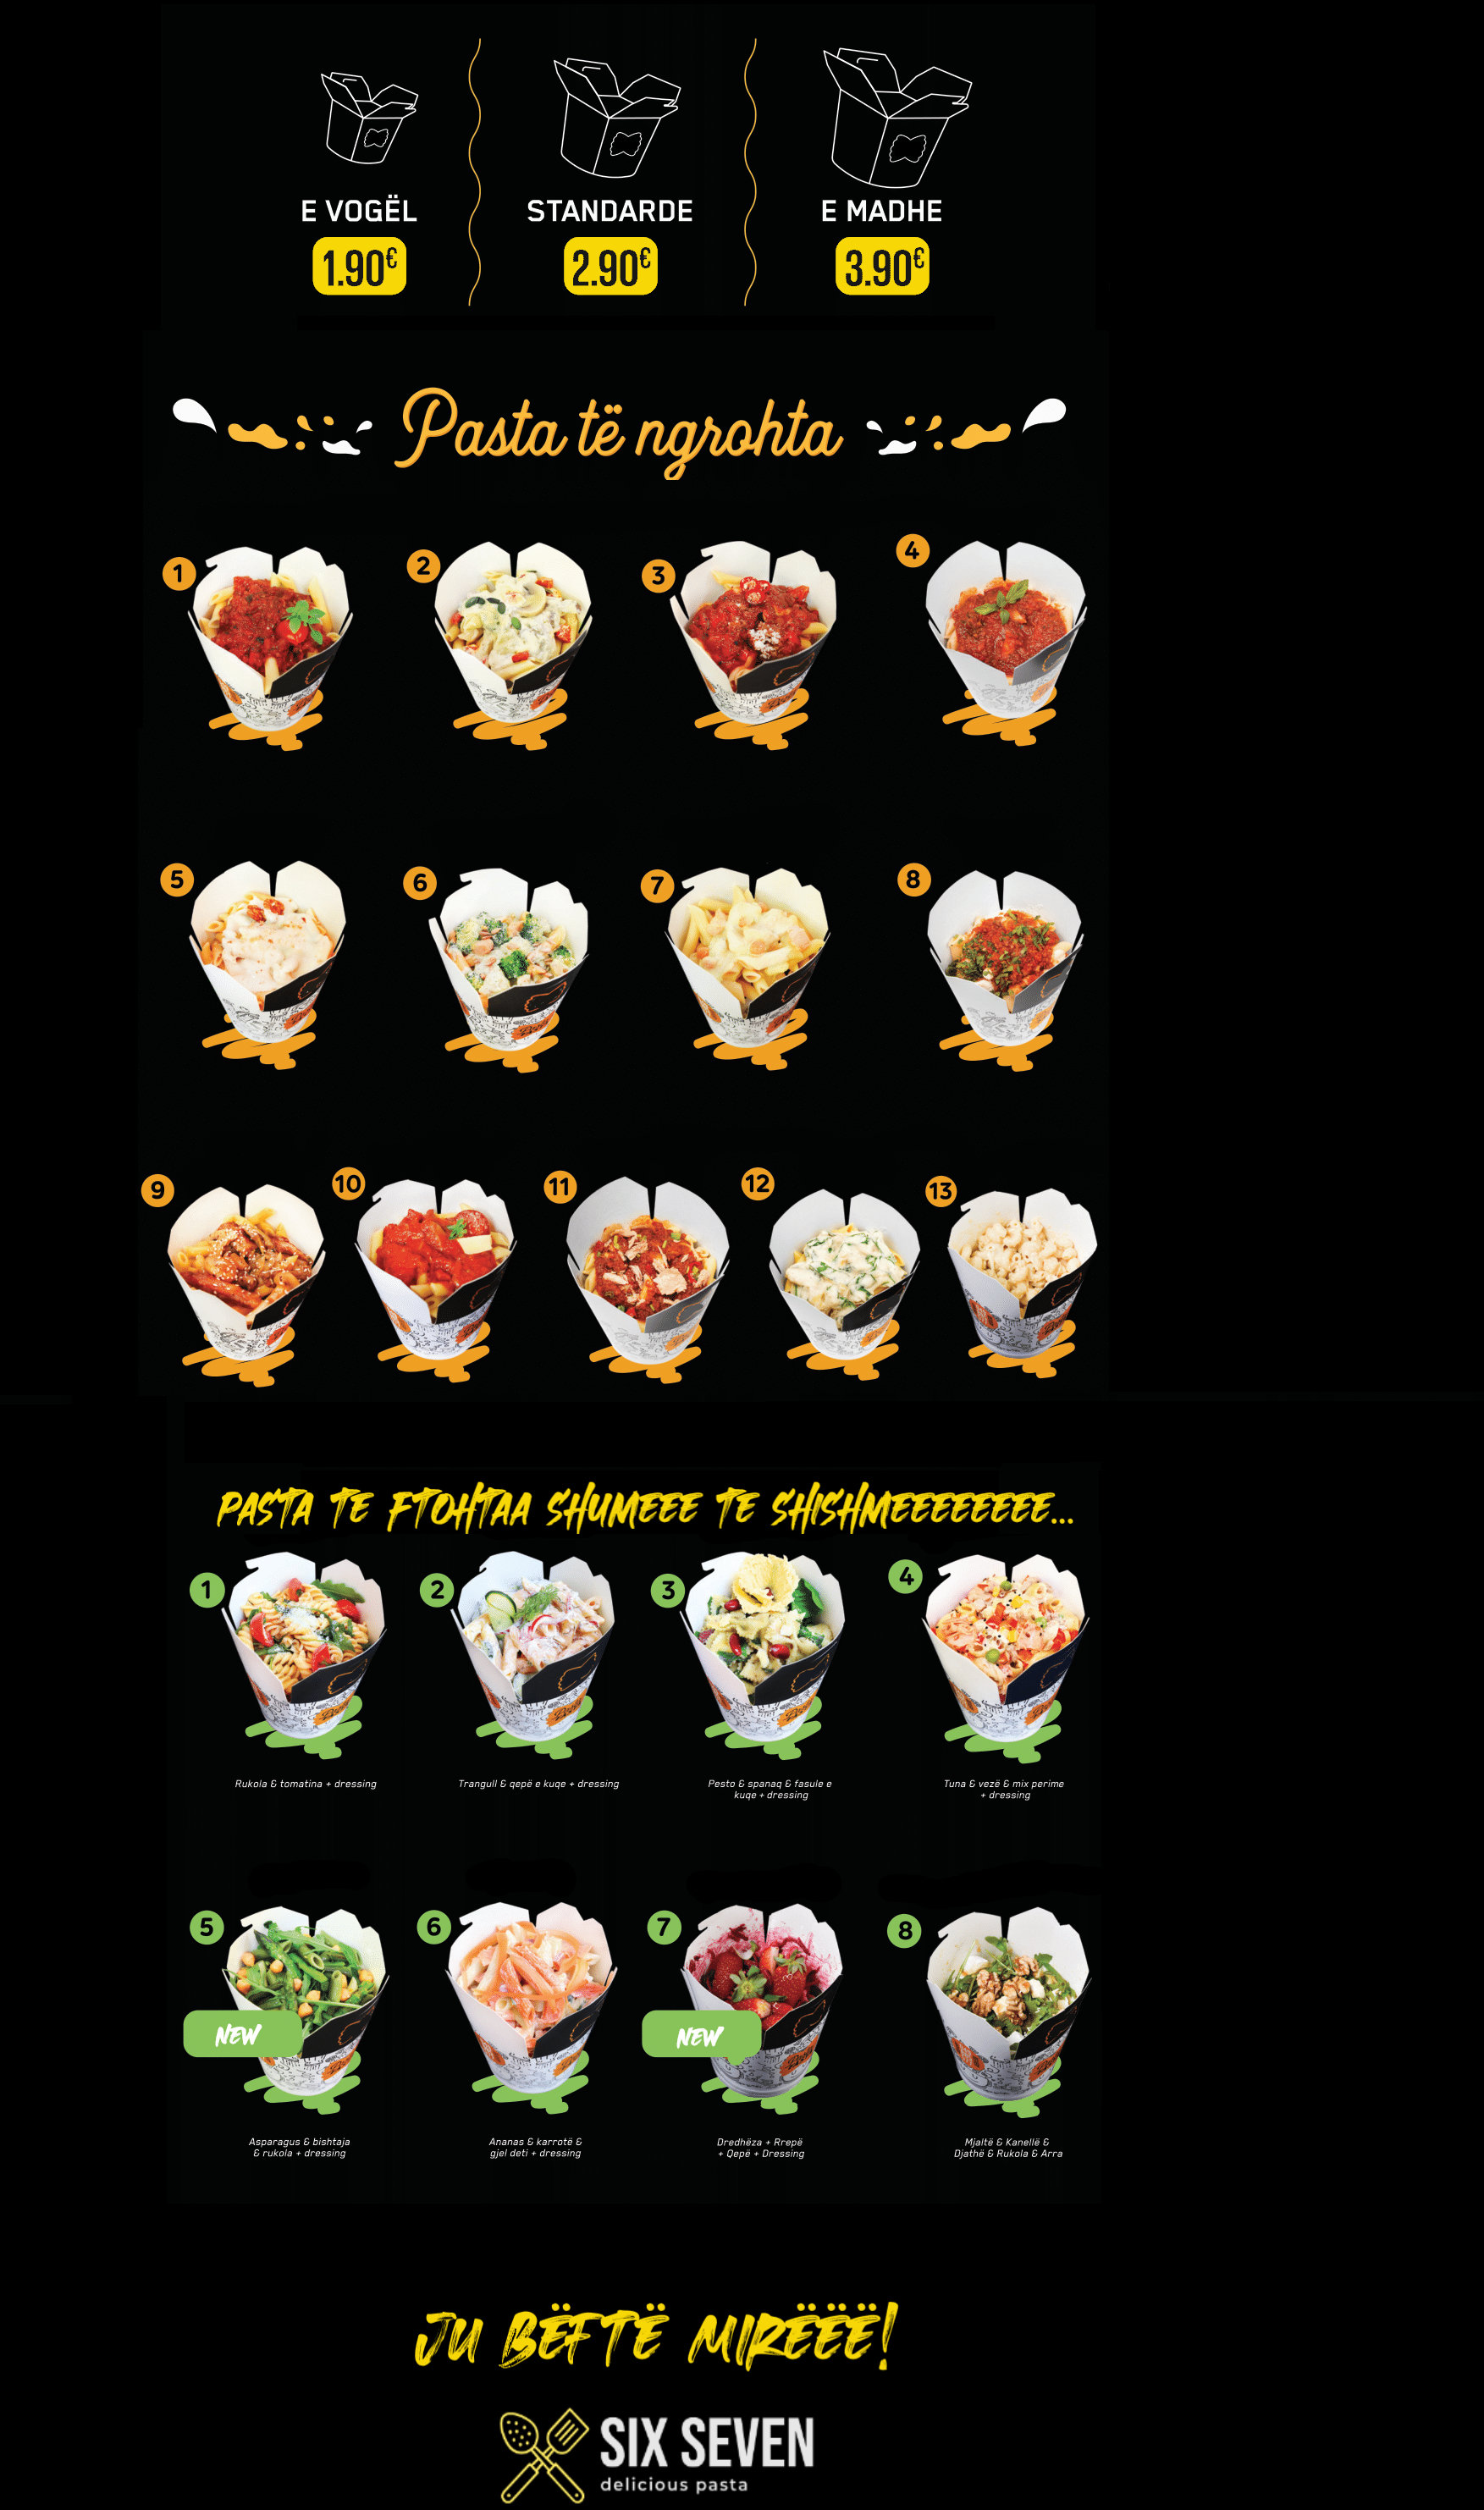 E VOGËL
STANDARDE
E MADHE
1.90€
2.90€
3.90€
Pasta të ngrohta
1
2
3
4
5
6
7
8
9
10
11
12
13
PASTA TE FTOHTAA SHUMEEE TE SHISHMEEEEEEEE...
1
2
3
4
Rukola & tomatina + dressing
Trangull & qepë e kuqe + dressing
Pesto & spanaq & fasule e
kuqe + dressing
Tuna & vezë & mix perime
+ dressing
5
6
7
8
NEW
NEW
Asparagus & bishtaja
& rukola + dressing
Ananas & karrotë &
gjel deti + dressing
Dredhëza + Rrepë
+ Qepë + Dressing
Mjaltë & Kanellë &
Djathë & Rukola & Arra
JU BËFTË MIRËËË!
SIX SEVEN
delicious pasta